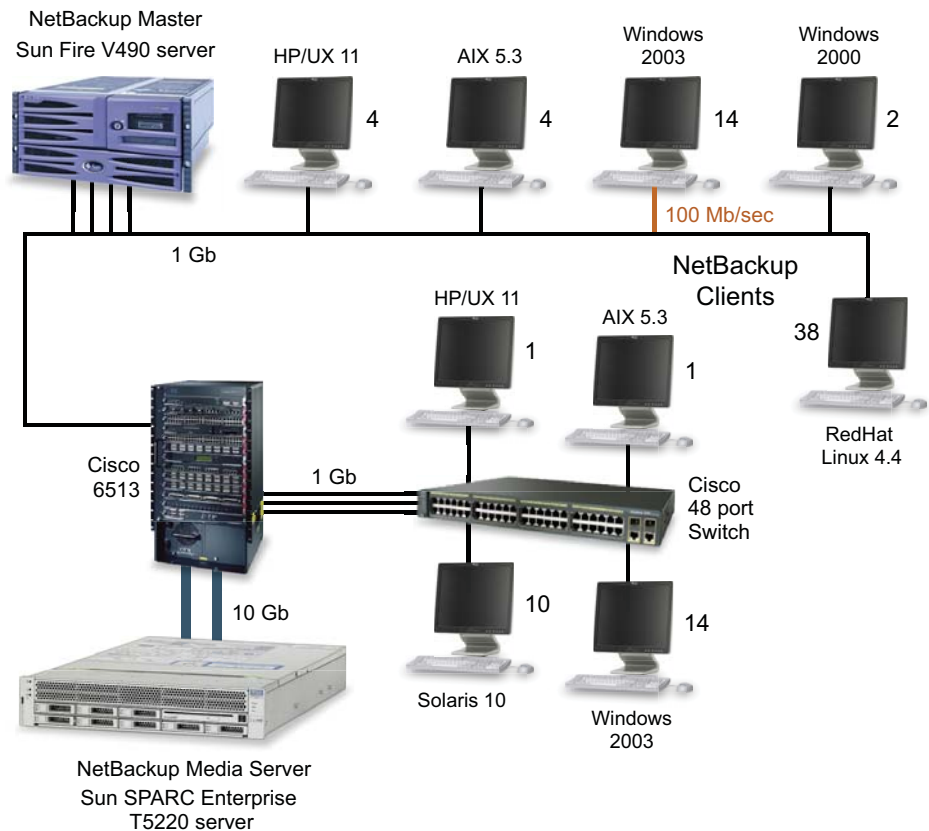 NetBackup Master
Sun Fire V490 server
HP/UX 11
4
AIX 5.3
4
Windows
2003
14
Windows
2000
2
100 Mb/sec
1 Gb
NetBackup
Clients
38
RedHat
Linux 4.4
HP/UX 11
1
AIX 5.3
1
Cisco
6513
1 Gb
Cisco
48 port
Switch
10 Gb
10
Solaris 10
14
Windows
2003
NetBackup Media Server
Sun SPARC Enterprise
T5220 server